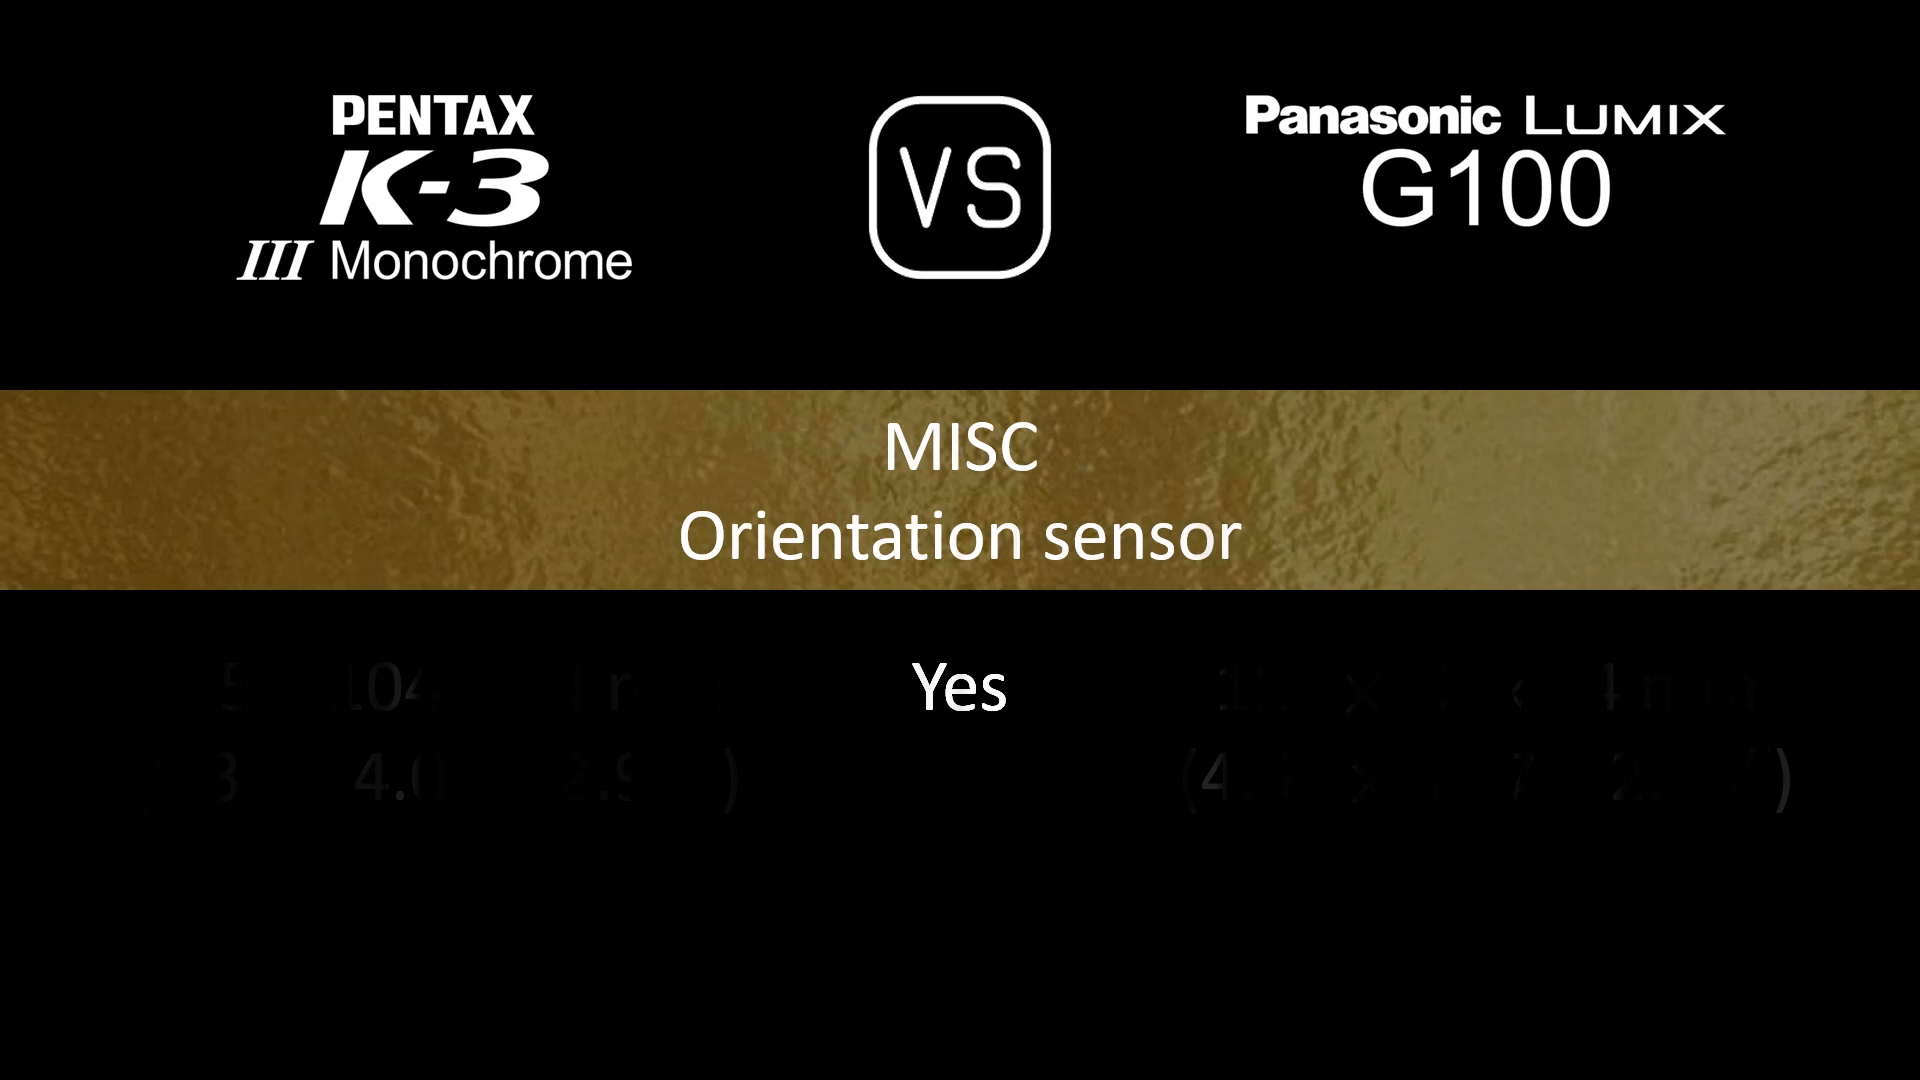 PENTAX
K-3
III Monochrome
VS
Panasonic LUMIX
G100
MISC
Orientation sensor
Yes